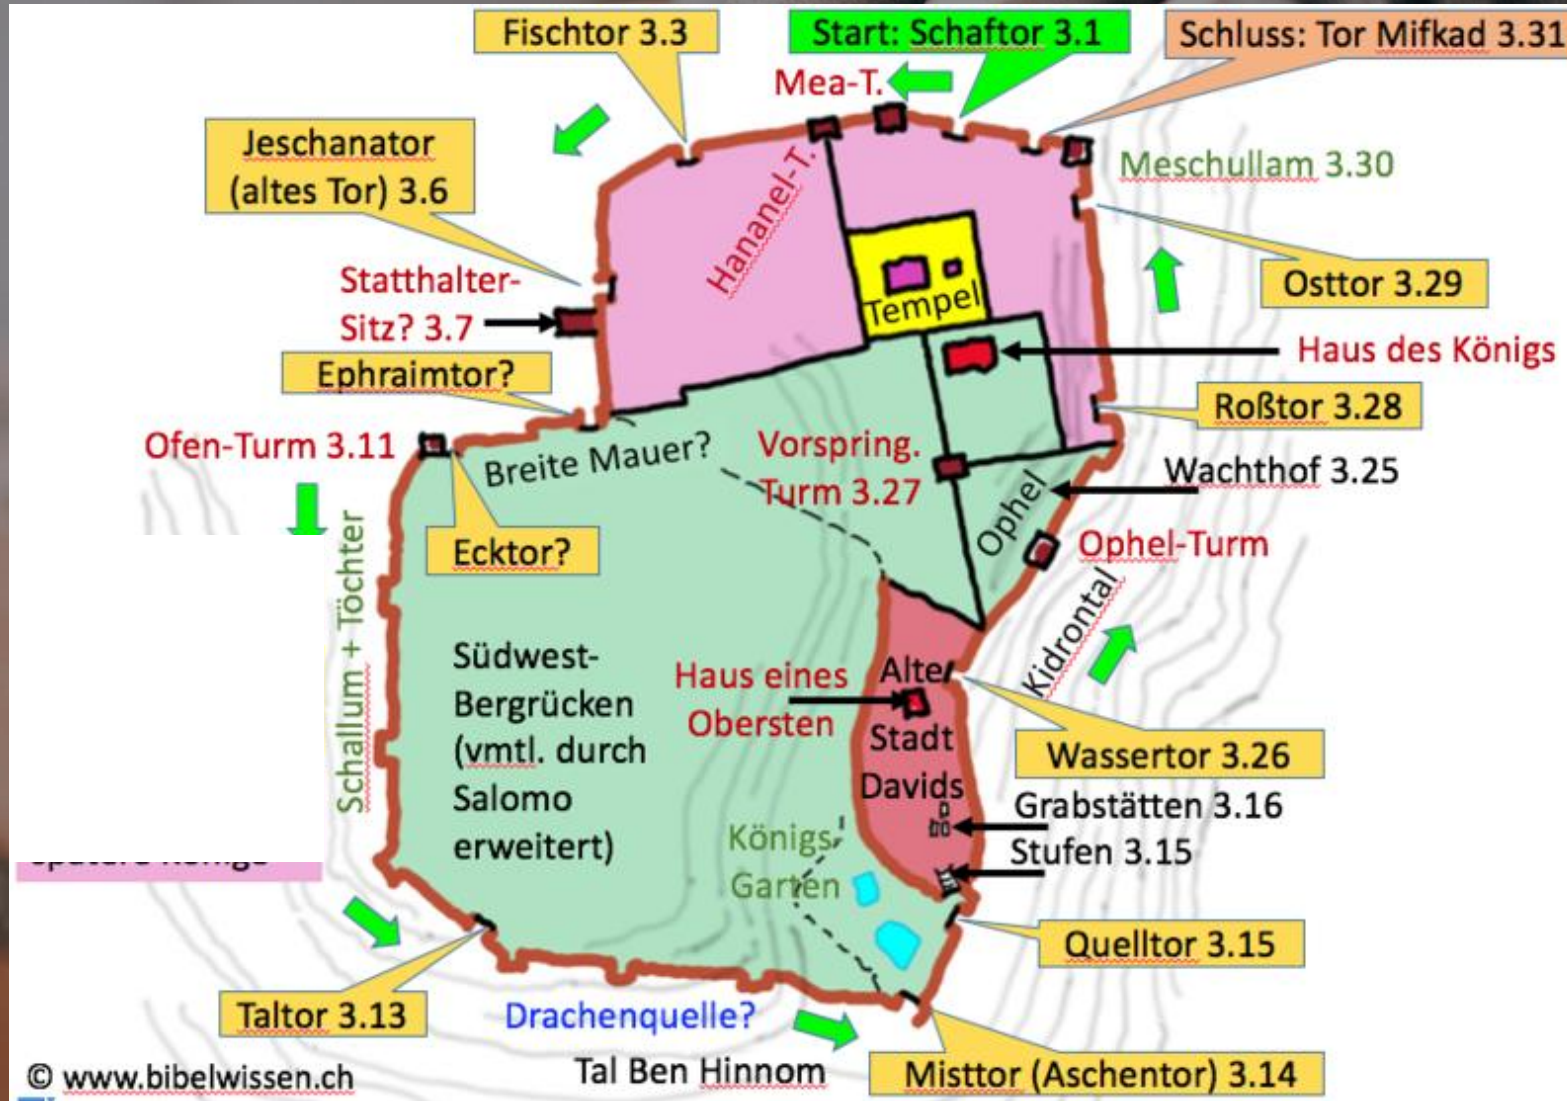 Fischtor 3.3
Start: Schaftor 3.1
Schluss: Tor Mifkad 3.31
Mea-T.
Jeschanator
(altes Tor) 3.6
Hananel-T.
Meschullam 3.30
Statthalter-
Sitz? 3.7
Tempel
Osttor 3.29
Haus des Königs
Ephraimtor?
Roßtor 3.28
Ofen-Turm 3.11
Breite Mauer?
Vorspring.
Turm 3.27
Wachthof 3.25
Ophel
Ecktor?
Ophel-Turm
Schallum + Töchter
Kidrontal
Südwest-
Bergrücken
(vmtl. durch
Salomo
erweitert)
Haus eines
Obersten
Alte
Stadt
Davids
Wassertor 3.26
Grabstätten 3.16
Stufen 3.15
Königs
Garten
Quelltor 3.15
Taltor 3.13
Drachenquelle?
Tal Ben Hinnom
Misttor (Aschentor) 3.14
© www.bibelwissen.ch